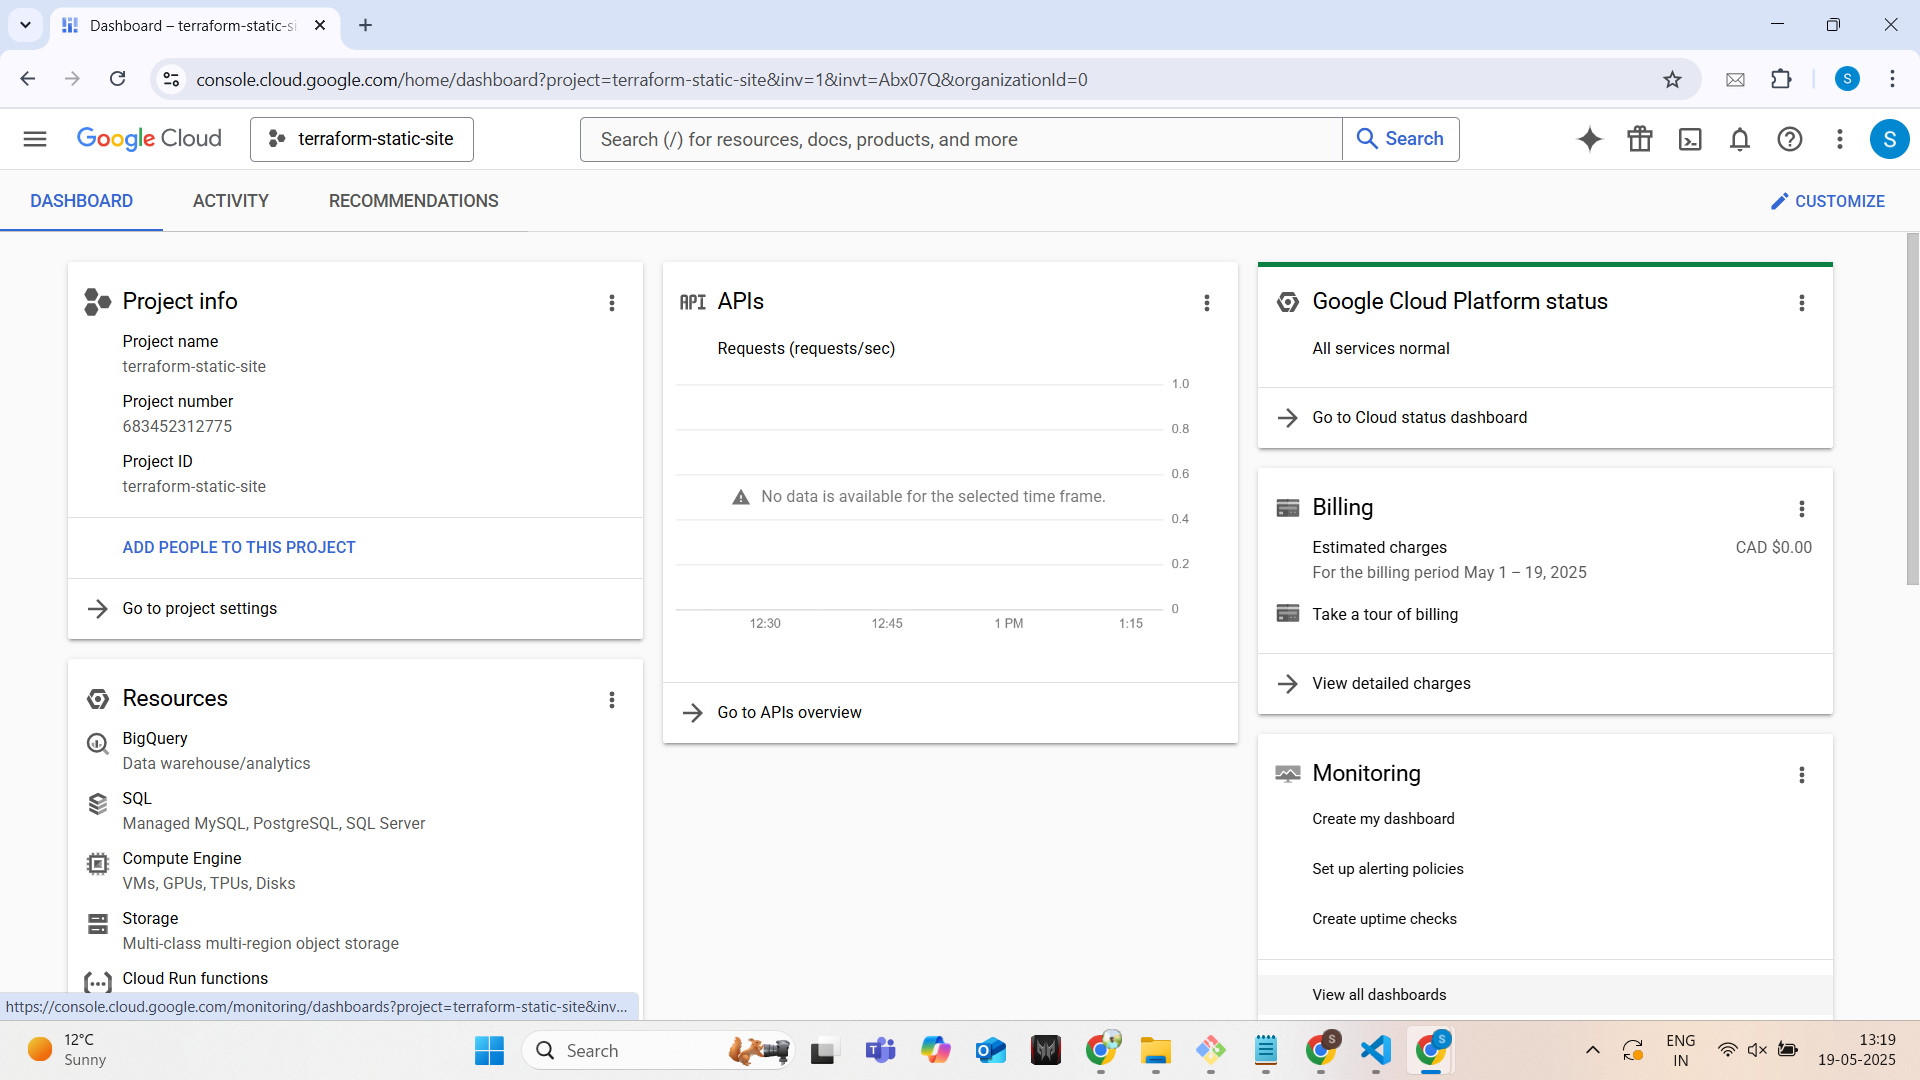 Dashboard – terraform-static-si
console.cloud.google.com/home/dashboard?project=terraform-static-site&inv=1&invt=Abx07Q&organizationId=0
S
Google Cloud
terraform-static-site
Search (/) for resources, docs, products, and more
Search
S
DASHBOARD
ACTIVITY
RECOMMENDATIONS
CUSTOMIZE
Project info
Project name
terraform-static-site
Project number
683452312775
Project ID
terraform-static-site
ADD PEOPLE TO THIS PROJECT
Go to project settings
Resources
BigQuery
Data warehouse/analytics
SQL
Managed MySQL, PostgreSQL, SQL Server
Compute Engine
VMs, GPUs, TPUs, Disks
Storage
Multi-class multi-region object storage
Cloud Run functions
https://console.cloud.google.com/monitoring/dashboards?project=terraform-static-site&inv...
API APIs
Requests (requests/sec)
1.0
0.8
0.6
No data is available for the selected time frame.
0.4
0.2
0
12:30 12:45 1 PM 1:15
Go to APIs overview
Google Cloud Platform status
All services normal
Go to Cloud status dashboard
Billing
Estimated charges CAD $0.00
For the billing period May 1 – 19, 2025
Take a tour of billing
View detailed charges
Monitoring
Create my dashboard
Set up alerting policies
Create uptime checks
View all dashboards
12°C
Sunny
Search
S
S
ENG
IN
13:19
19-05-2025